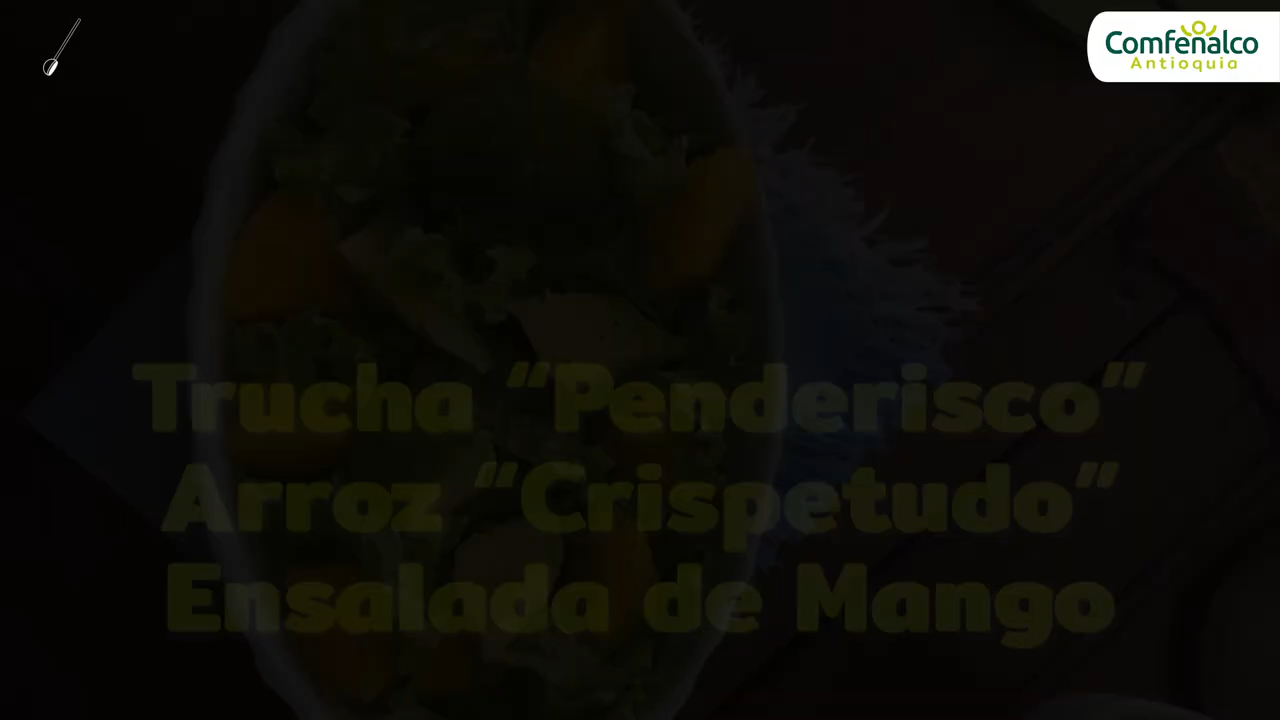 Comfenalco
Antioquia
Trucha “Penderisco”
Arroz “Crispetudo”
Ensalada de Mango